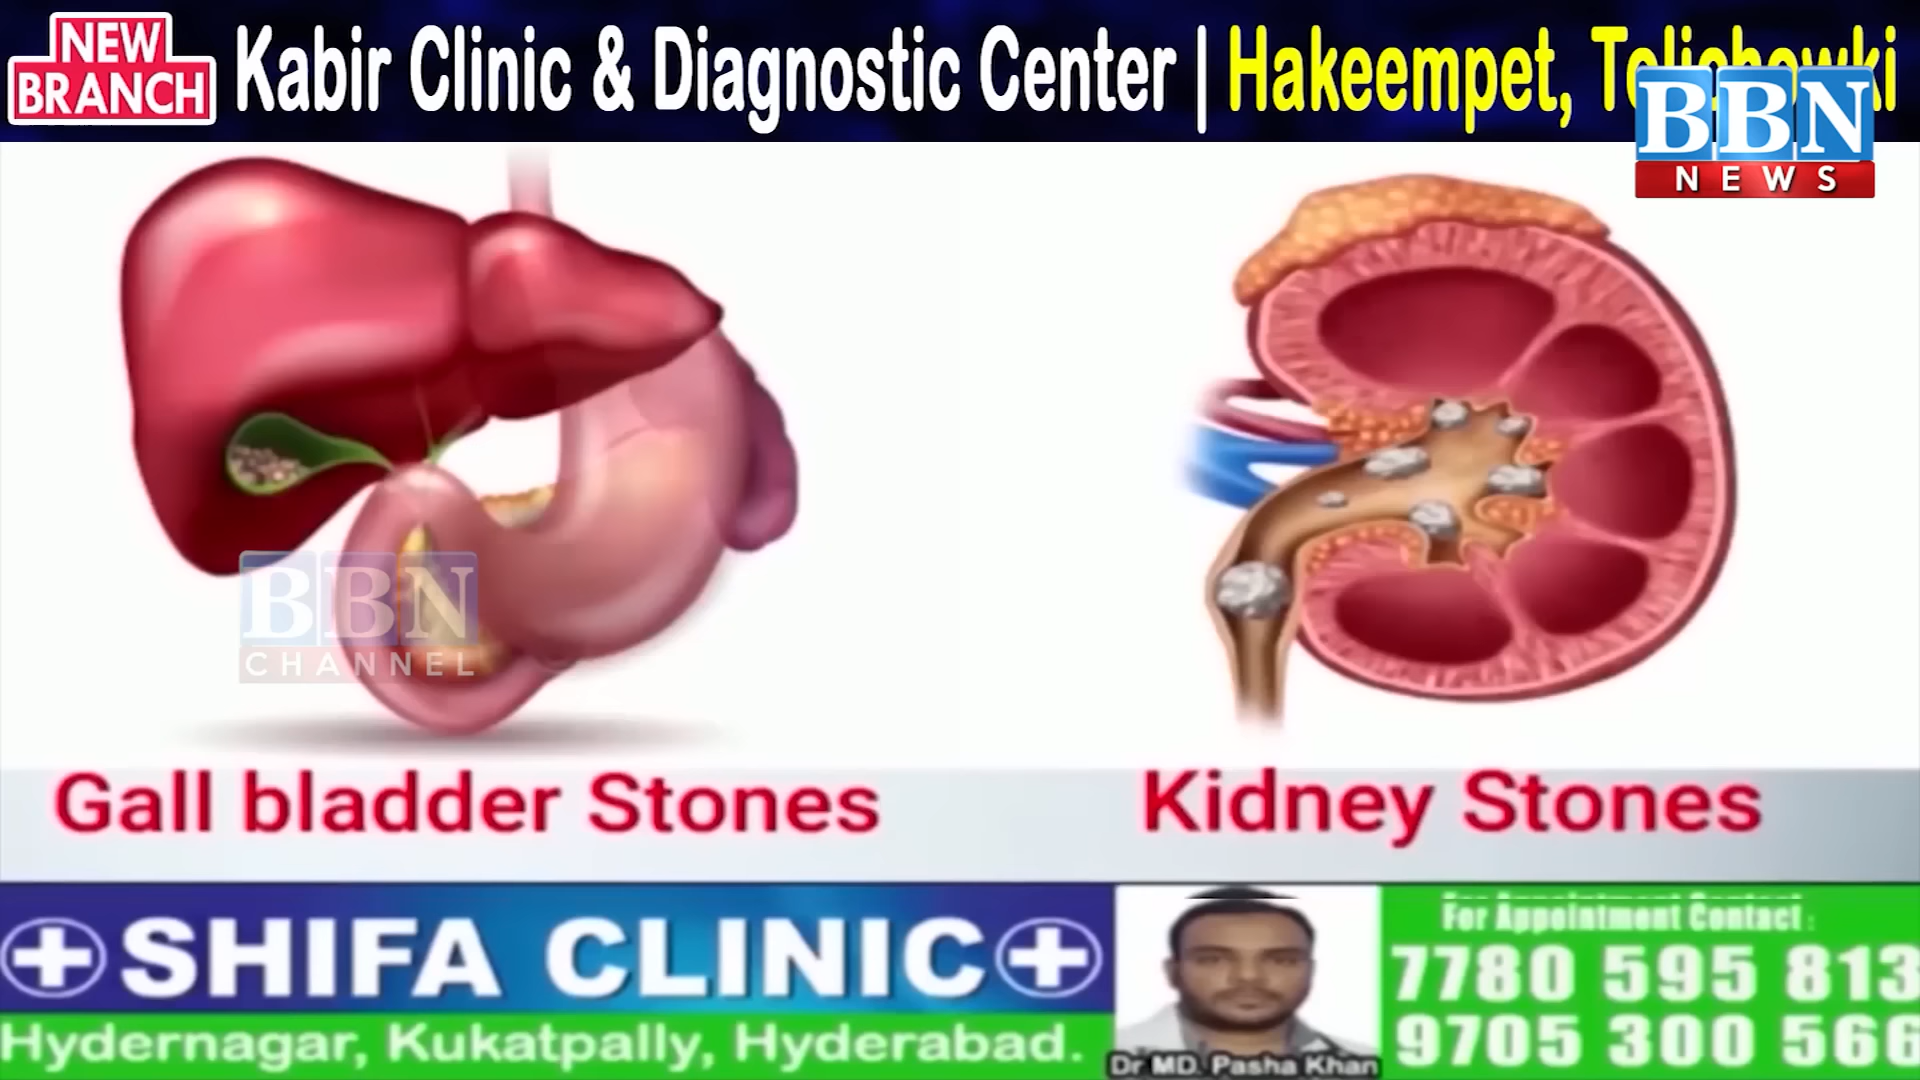 NEW
BRANCH
Kabir Clinic & Diagnostic Center | Hakeempet,
BBN
NEWS
BBN
CHANNEL
Gall bladder Stones
Kidney Stones
SHIFA CLINIC
Hydernagar, Kukatpally, Hyderabad.
Dr MD. Pasha Khan
For Appointment Contact :
7780 595 813
9705 300 566